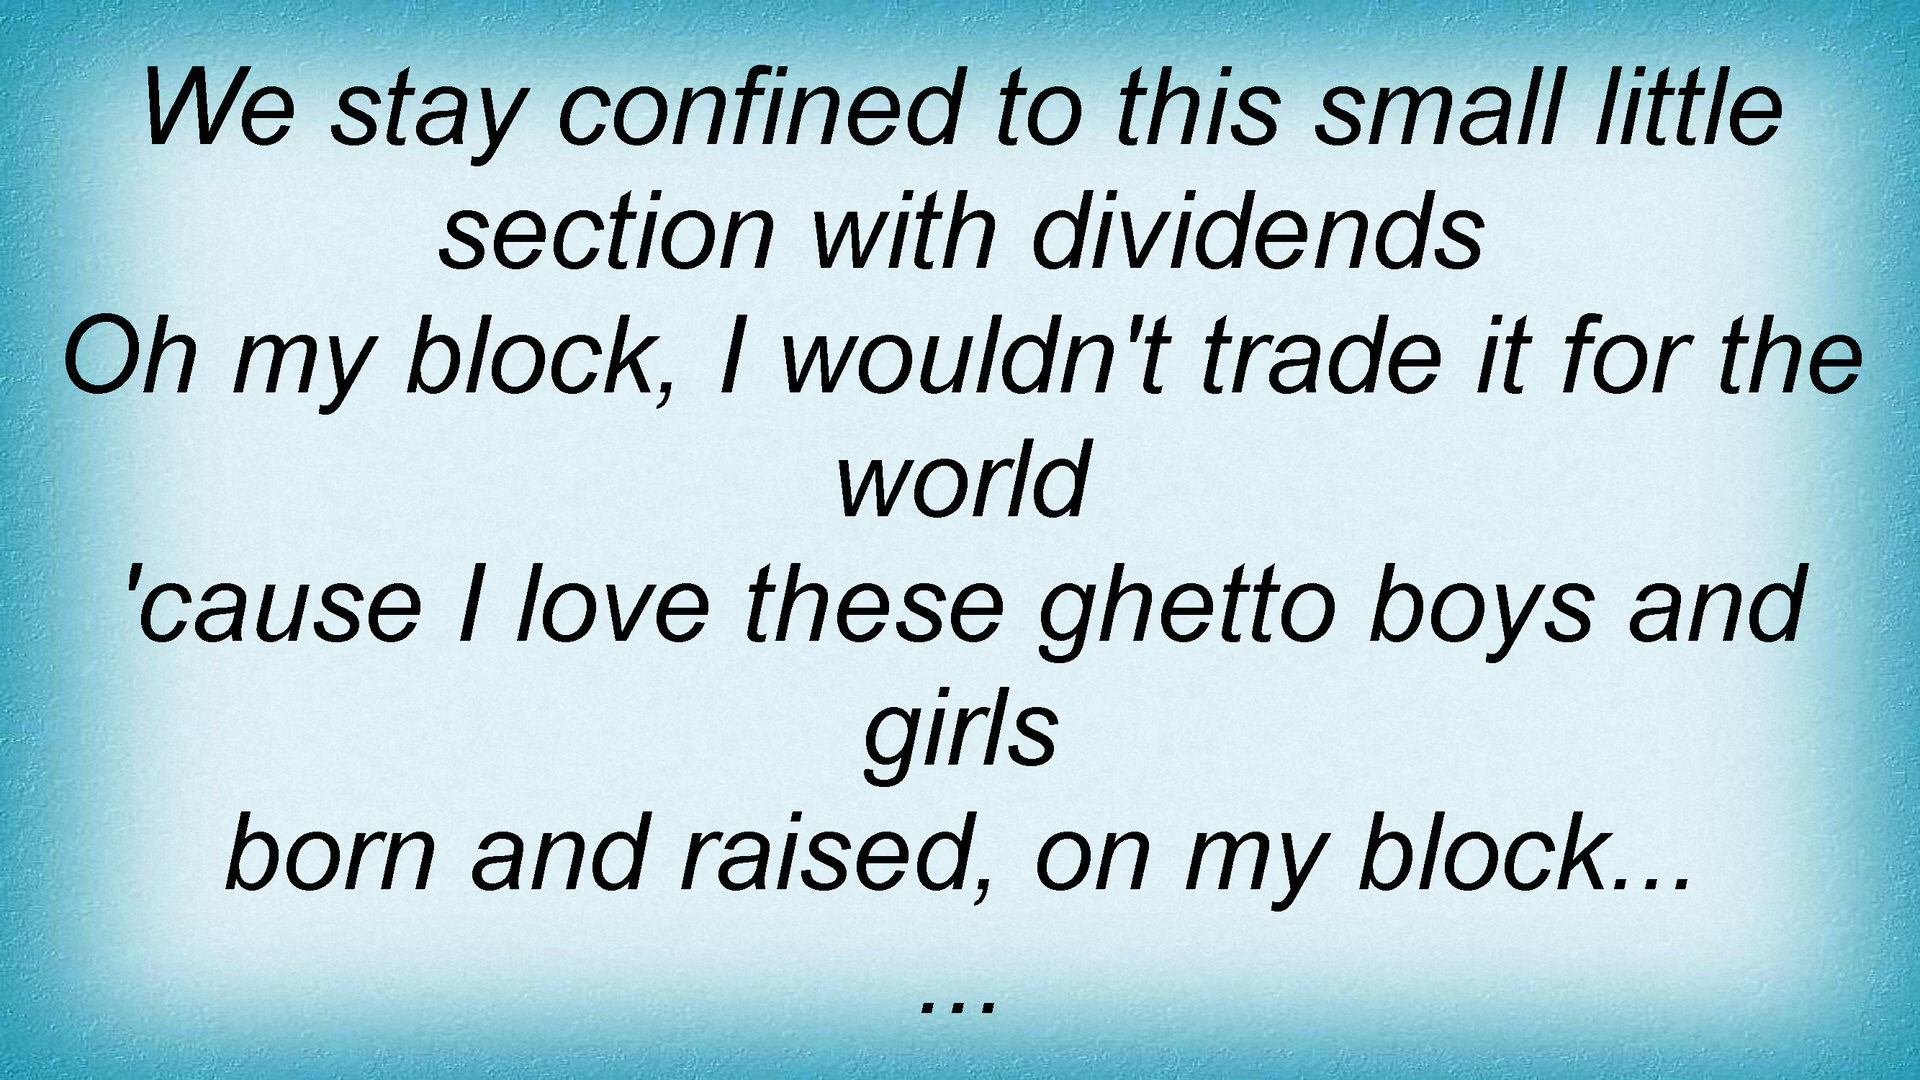 We stay confined to this small little
section with dividends
Oh my block, I wouldn't trade it for the
world
'cause I love these ghetto boys and
girls
born and raised, on my block...
...